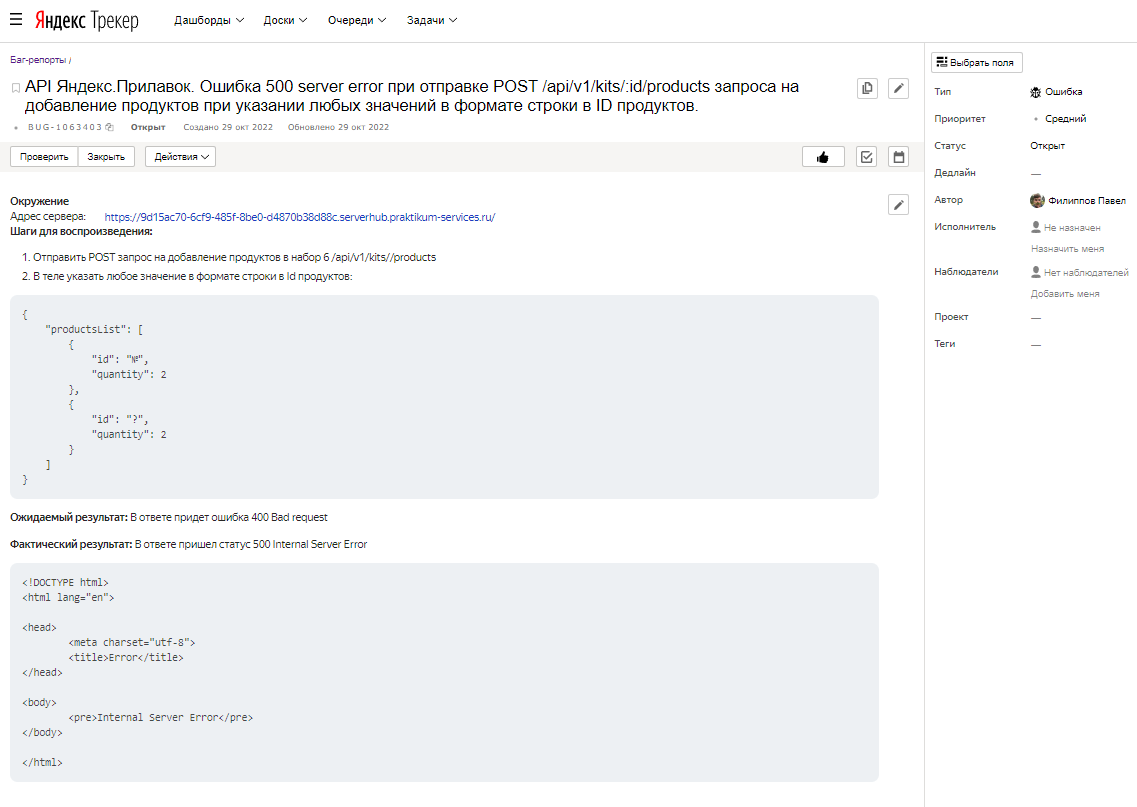 Яндекс Трекер Дашборды Доски Очереди Задачи
Баг-репорты /
API Яндекс.Прилавок. Ошибка 500 server error при отправке POST /api/v1/kits/:id/products запроса на
добавление продуктов при указании любых значений в формате строки в ID продуктов.
BUG-1063403 Открыт Создано 29 окт 2022 Обновлено 29 окт 2022
Проверить Закрыть Действия
Окружение
Адрес сервера: https://9d15ac70-6cf9-485f-8be0-d4870b38d88c.serverhub.praktikum-services.ru/
Шаги для воспроизведения:
1. Отправить POST запрос на добавление продуктов в набор 6 /api/v1/kits//products
2. В теле указать любое значение в формате строки в Id продуктов:
{
"productsList": [
{
"id": "№",
"quantity": 2
},
{
"id": "?",
"quantity": 2
}
]
}
Ожидаемый результат: В ответе придет ошибка 400 Bad request
Фактический результат: В ответе пришел статус 500 Internal Server Error
<!DOCTYPE html>
<html lang="en">
<head>
<meta charset="utf-8">
<title>Error</title>
</head>
<body>
<pre>Internal Server Error</pre>
</body>
</html>
Выбрать поля
Тип Ошибка
Приоритет Средний
Статус Открыт
Дедлайн —
Автор Филиппов Павел
Исполнитель Не назначен
Назначить меня
Наблюдатели Нет наблюдателей
Добавить меня
Проект —
Теги —